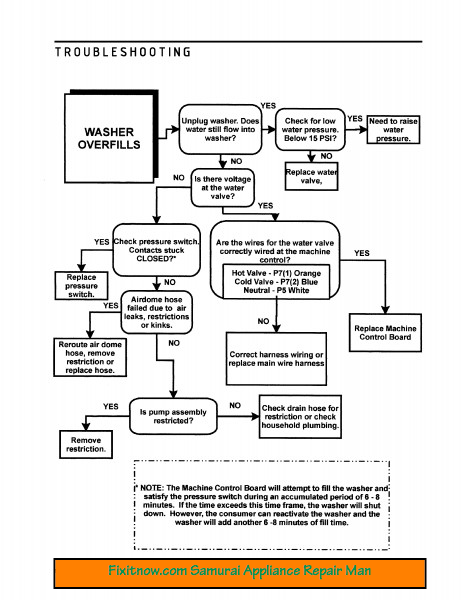 TROUBLESHOOTING
WASHER
OVERFILLS
Unplug washer. Does
water still flow into
washer?
YES
Check for low
water pressure.
Below 15 PSI?
YES
Need to raise
water
pressure.
NO
NO
Replace water
valve,
Is there voltage
at the water
valve?
NO
YES
Check pressure switch.
Contacts stuck
CLOSED?*
YES
Replace
pressure
switch.
NO
Are the wires for the water valve
correctly wired at the machine
control?
Hot Valve - P7(1) Orange
Cold Valve - P7(2) Blue
Neutral - P5 White
YES
Replace Machine
Control Board
NO
Correct harness wiring or
replace main wire harness
Airdome hose
failed due to air
leaks, restrictions
or kinks.
YES
Reroute air dome
hose, remove
restriction or
replace hose.
NO
Is pump assembly
restricted?
YES
Remove
restriction.
NO
Check drain hose for
restriction or check
household plumbing.
* NOTE: The Machine Control Board will attempt to fill the washer and
satisfy the pressure switch during an accumulated period of 6 - 8
minutes. If the time exceeds this time frame, the washer will shut
down. However, the consumer can reactivate the washer and the
washer will add another 6 -8 minutes of fill time.
Fixitnow.com Samurai Appliance Repair Man